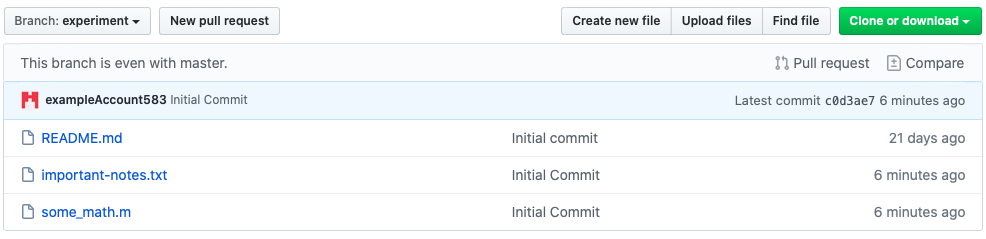 Branch: experiment New pull request Create new file Upload files Find file Clone or download
This branch is even with master. Pull request Compare
exampleAccount583 Initial Commit Latest commit c0d3ae7 6 minutes ago
README.md Initial commit 21 days ago
important-notes.txt Initial Commit 6 minutes ago
some_math.m Initial Commit 6 minutes ago